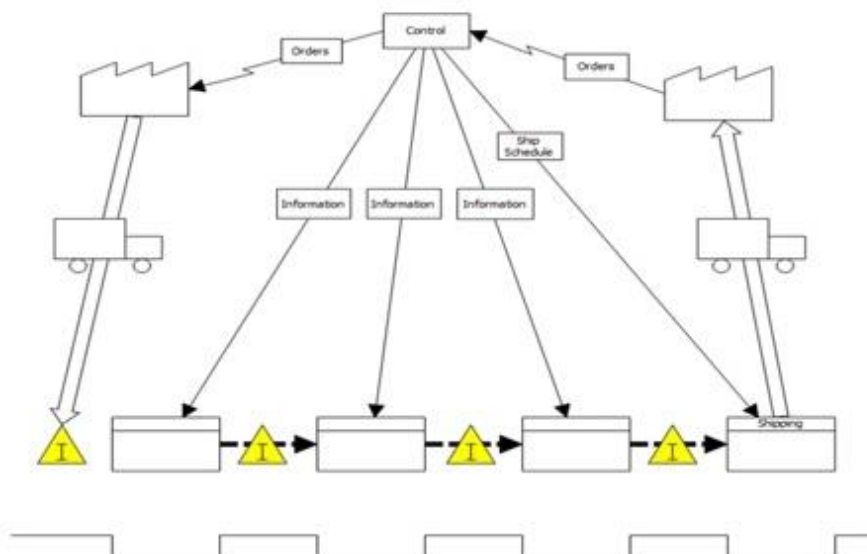 Control
Orders
Orders
Ship
Schedule
Information
Information
Information
Shipping
I
I
I
I